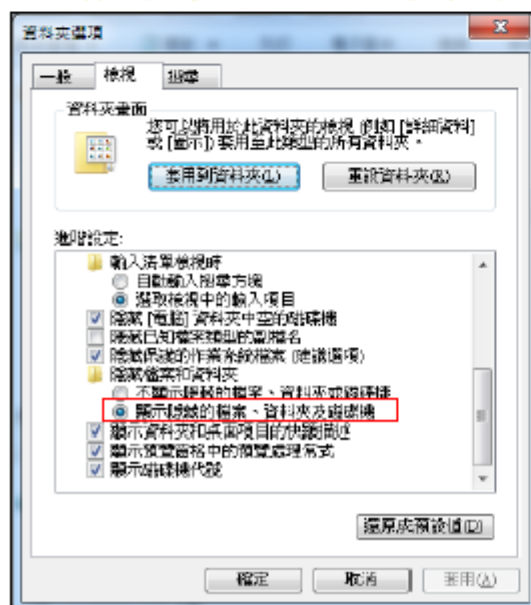 資料夾選項
一般 檢視 搜尋
資料夾畫面
您可以將用於此資料夾的檢視 (例如 [詳細資料]
或 [圖示]) 套用至此類型的所有資料夾。
套用到資料夾(L) 重設資料夾(R)
進階設定:
輸入清單檢視時
自動輸入搜尋方塊
選取檢視中的輸入項目
隱藏 [電腦] 資料夾中空的磁碟機
隱藏已知檔案類型的副檔名
隱藏保護的作業系統檔案 (建議選項)
隱藏檔案和資料夾
不顯示隱藏的檔案、資料夾或磁碟機
顯示隱藏的檔案、資料夾及磁碟機
顯示資料夾和桌面項目的快顯描述
顯示預覽窗格中的預覽處理常式
顯示磁碟機代號
還原成預設值(D)
確定 取消 套用(A)